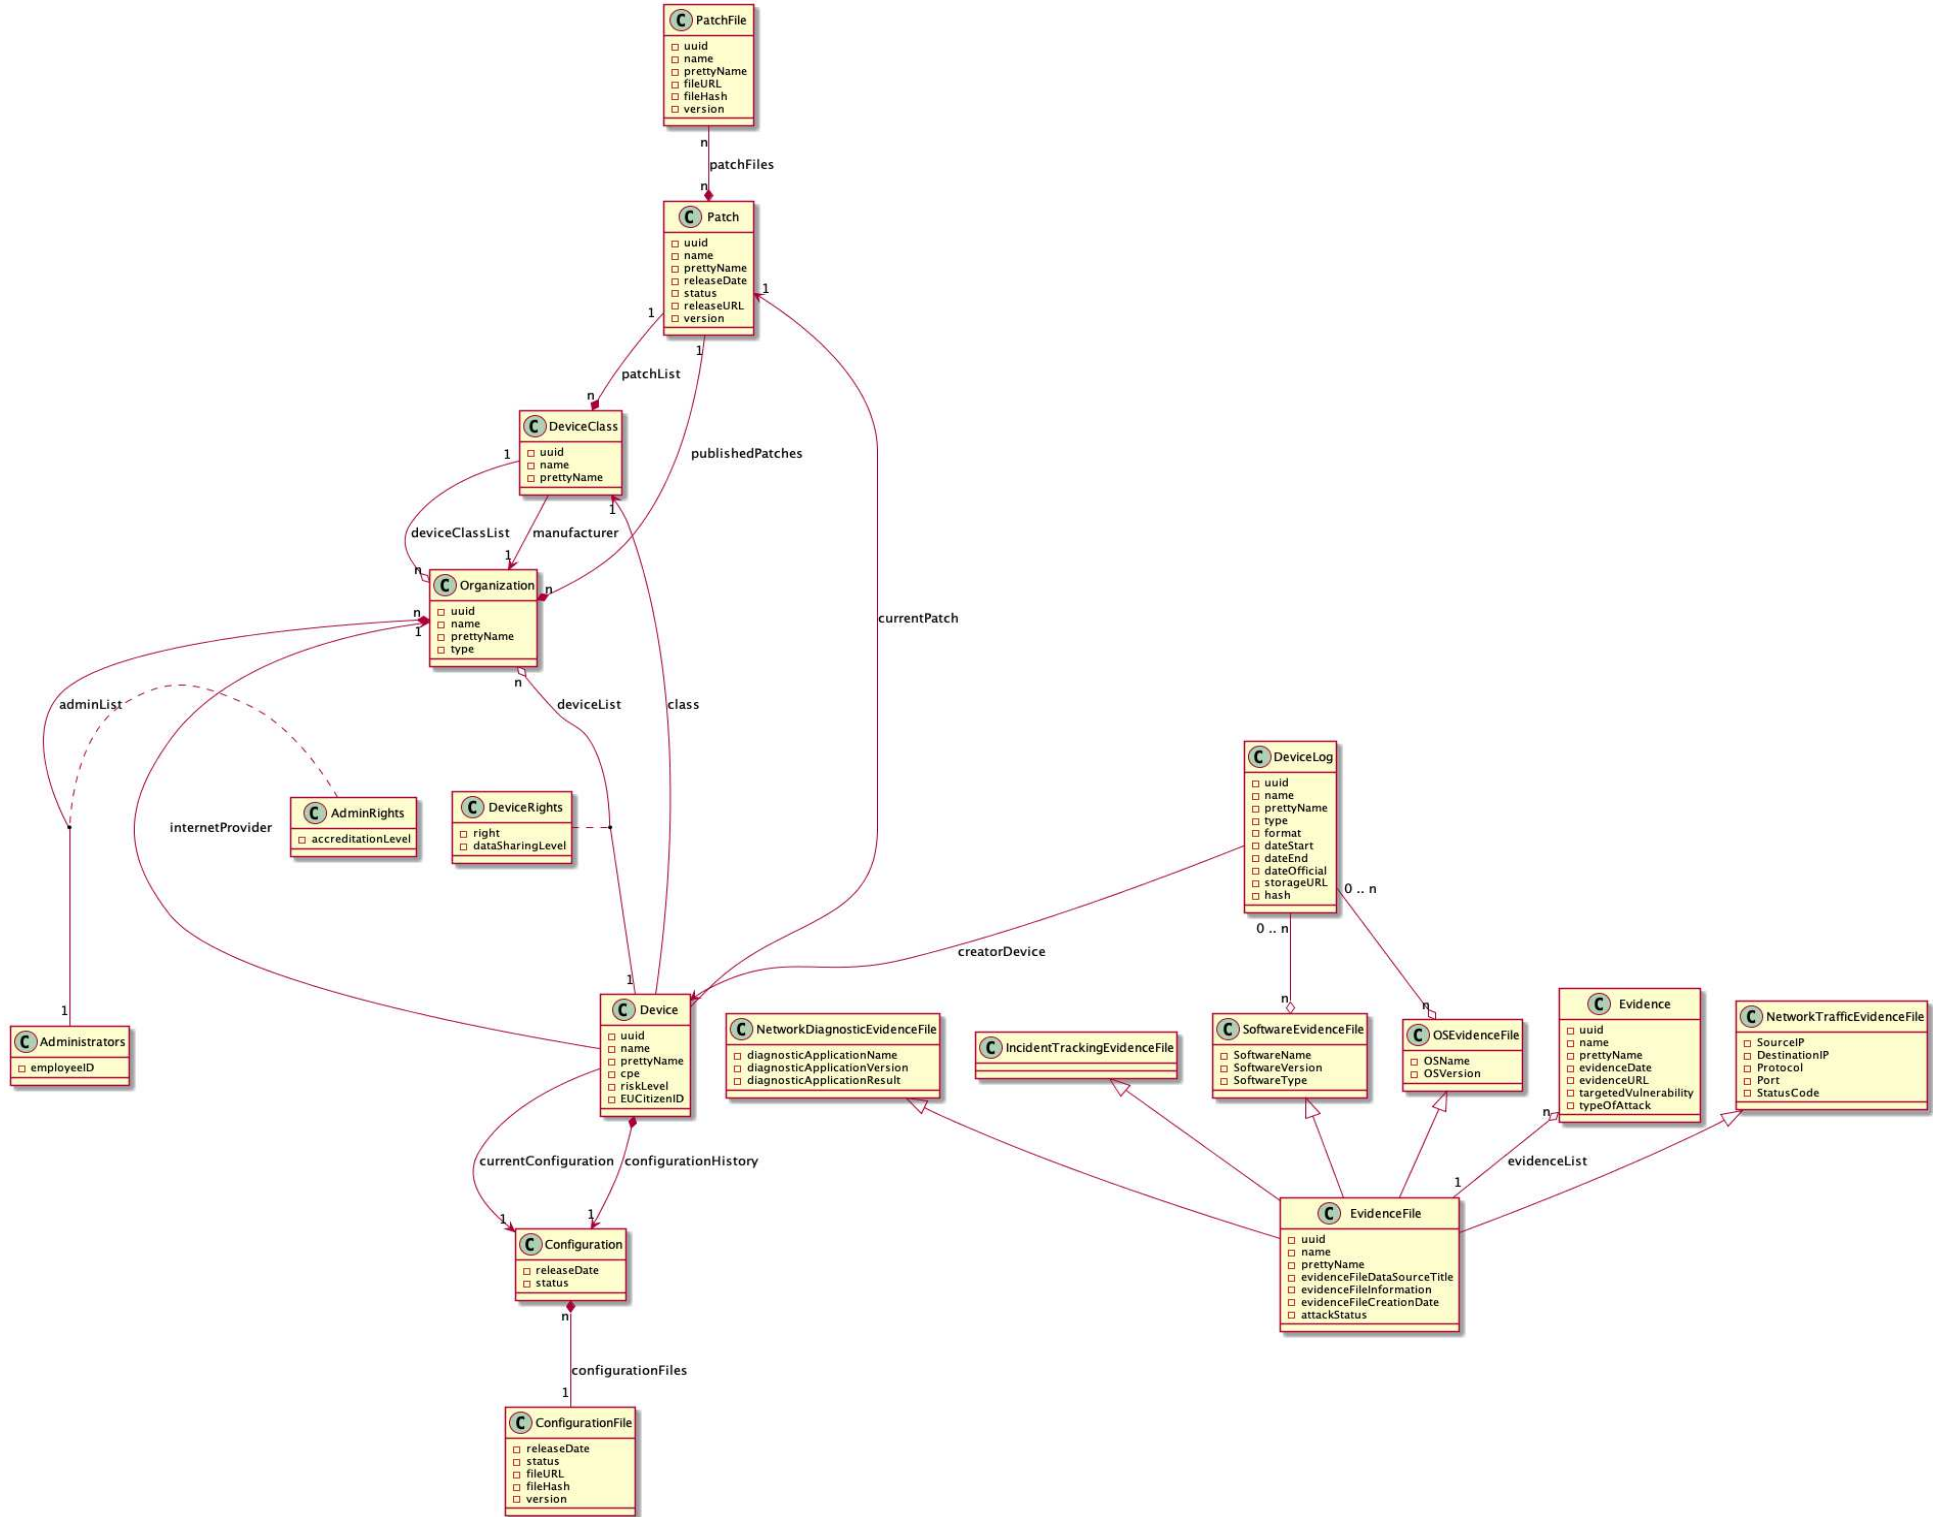 C PatchFile
uuid
name
prettyName
fileURL
fileHash
version
n
patchFiles
n
C Patch
uuid
name
prettyName
releaseDate
status
releaseURL
version
1
1
1
patchList
n
C DeviceClass
uuid
name
prettyName
1
1
publishedPatches
deviceClassList
manufacturer
1
n
n
C Organization
uuid
name
prettyName
type
n
1
n
currentPatch
adminList
deviceList
class
internetProvider
C AdminRights
accreditationLevel
C DeviceRights
right
dataSharingLevel
C DeviceLog
uuid
name
prettyName
type
format
dateStart
dateEnd
dateOfficial
storageURL
hash
0 .. n
0 .. n
creatorDevice
1
1
n
n
C Administrators
employeeID
C Device
uuid
name
prettyName
cpe
riskLevel
EUCitizenID
C NetworkDiagnosticEvidenceFile
diagnosticApplicationName
diagnosticApplicationVersion
diagnosticApplicationResult
C IncidentTrackingEvidenceFile
C SoftwareEvidenceFile
SoftwareName
SoftwareVersion
SoftwareType
C OSEvidenceFile
OSName
OSVersion
C Evidence
uuid
name
prettyName
evidenceDate
evidenceURL
targetedVulnerability
typeOfAttack
C NetworkTrafficEvidenceFile
SourceIP
DestinationIP
Protocol
Port
StatusCode
n
currentConfiguration
configurationHistory
evidenceList
1
1
1
C EvidenceFile
uuid
name
prettyName
evidenceFileDataSourceTitle
evidenceFileInformation
evidenceFileCreationDate
attackStatus
C Configuration
releaseDate
status
n
configurationFiles
1
C ConfigurationFile
releaseDate
status
fileURL
fileHash
version